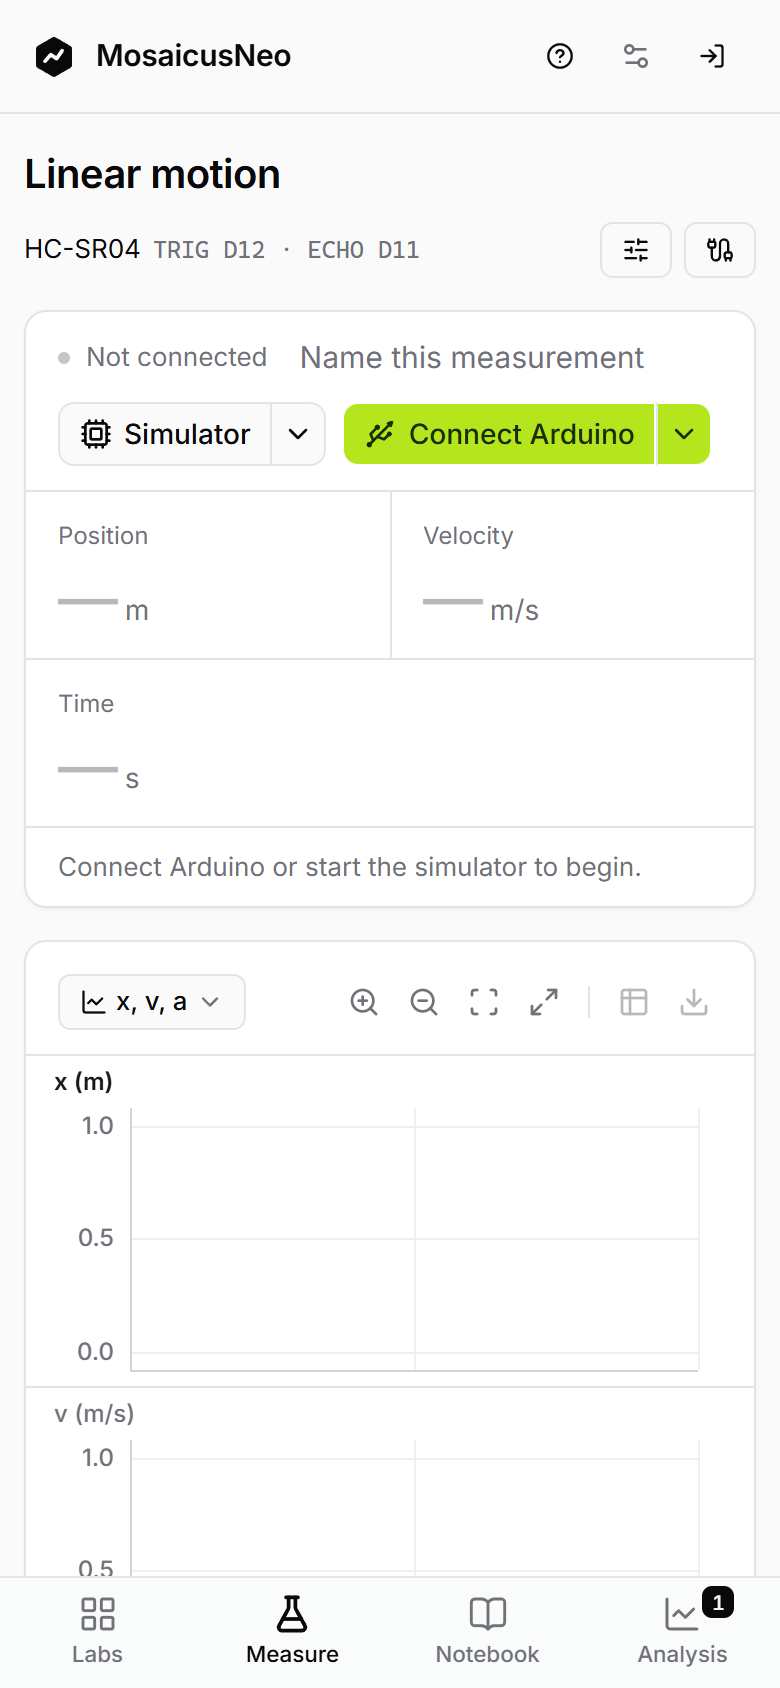 MosaicusNeo
Linear motion
HC-SR04 TRIG D12 · ECHO D11
Not connected Name this measurement
Simulator Connect Arduino
Position Velocity
m m/s
Time
s
Connect Arduino or start the simulator to begin.
x, v, a
x (m)
1.0
0.5
0.0
v (m/s)
1.0
0.5
1
Labs Measure Notebook Analysis